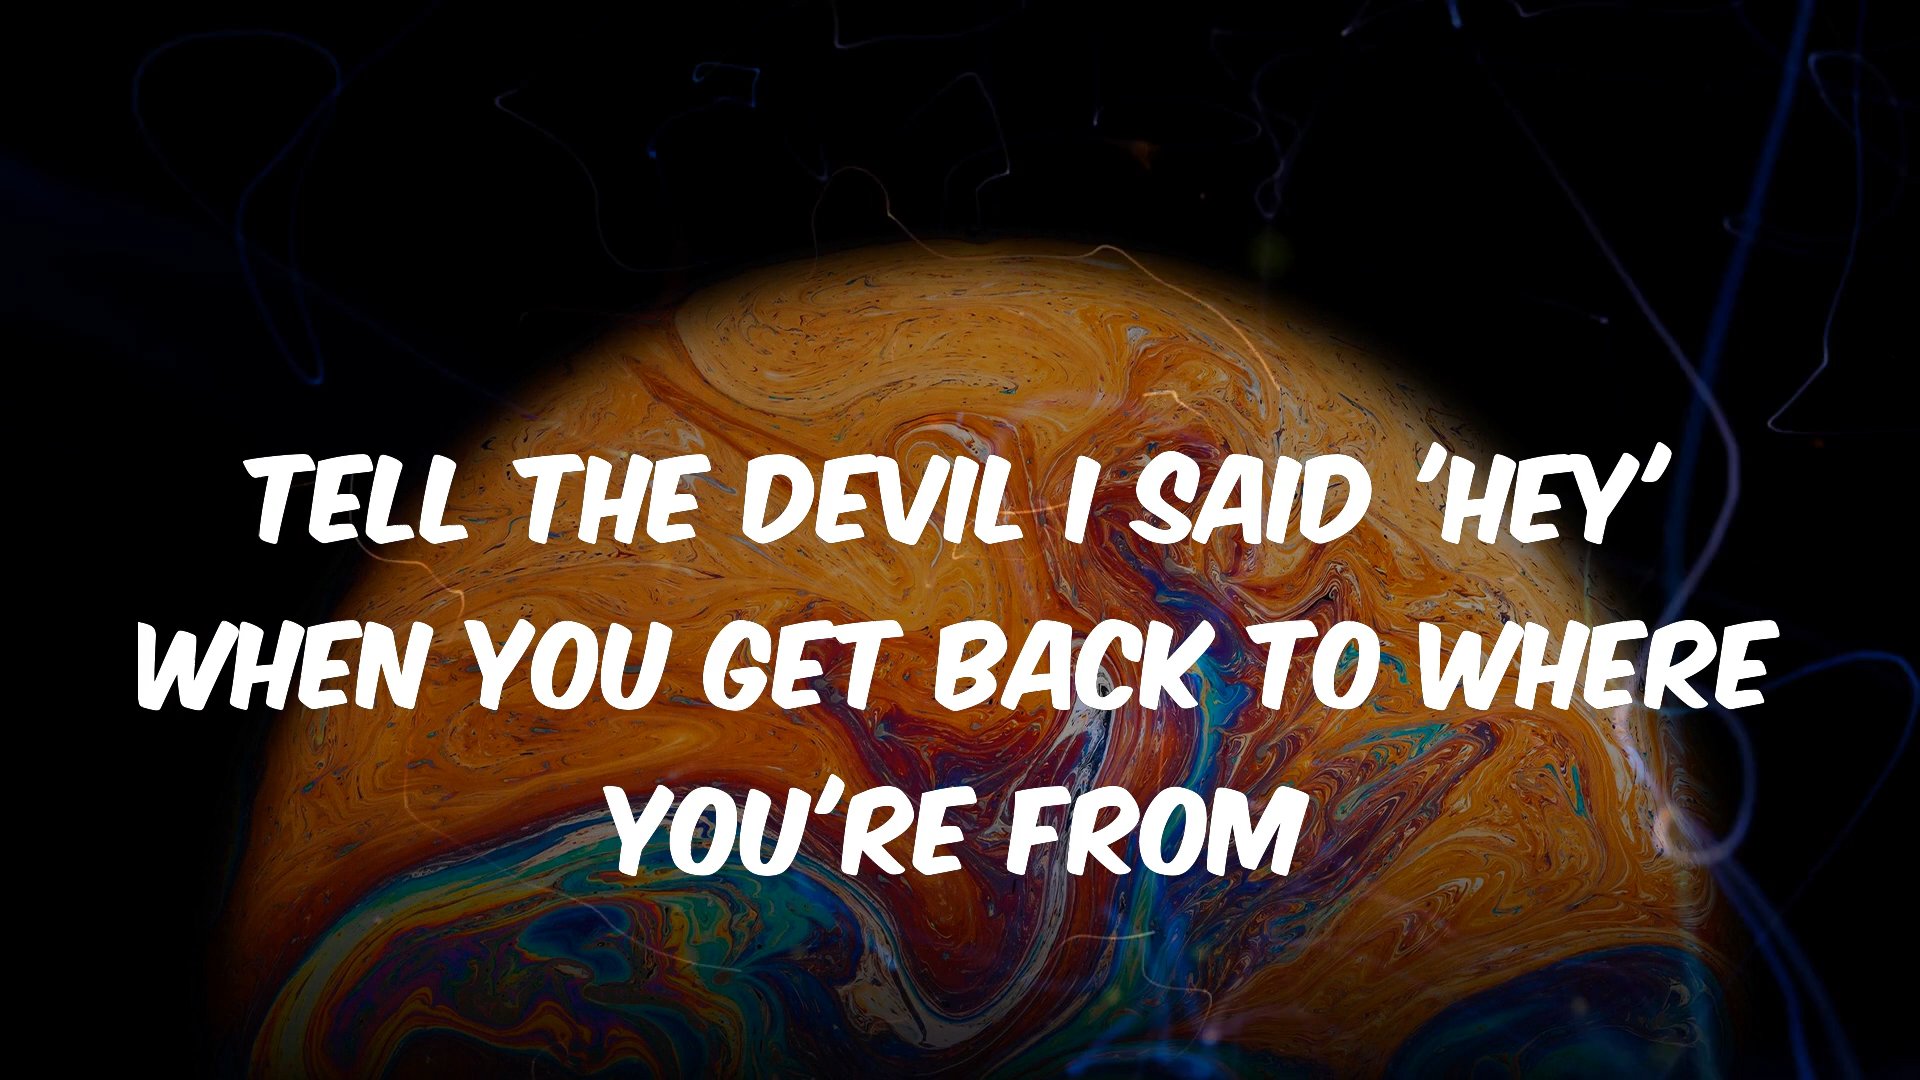 TELL THE DEVIL I SAID 'HEY'
WHEN YOU GET BACK TO WHERE
YOU'RE FROM